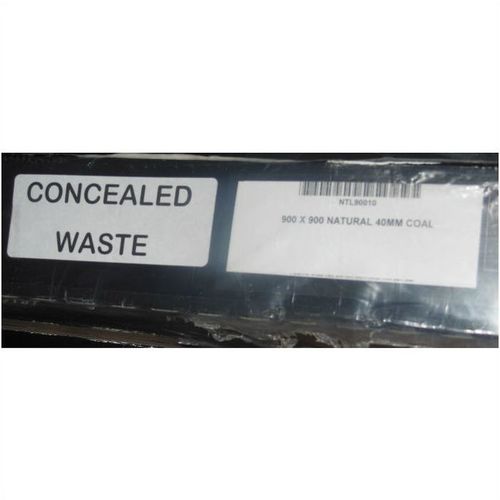 CONCEALED
WASTE
NTL90010
900 X 900 NATURAL 40MM COAL